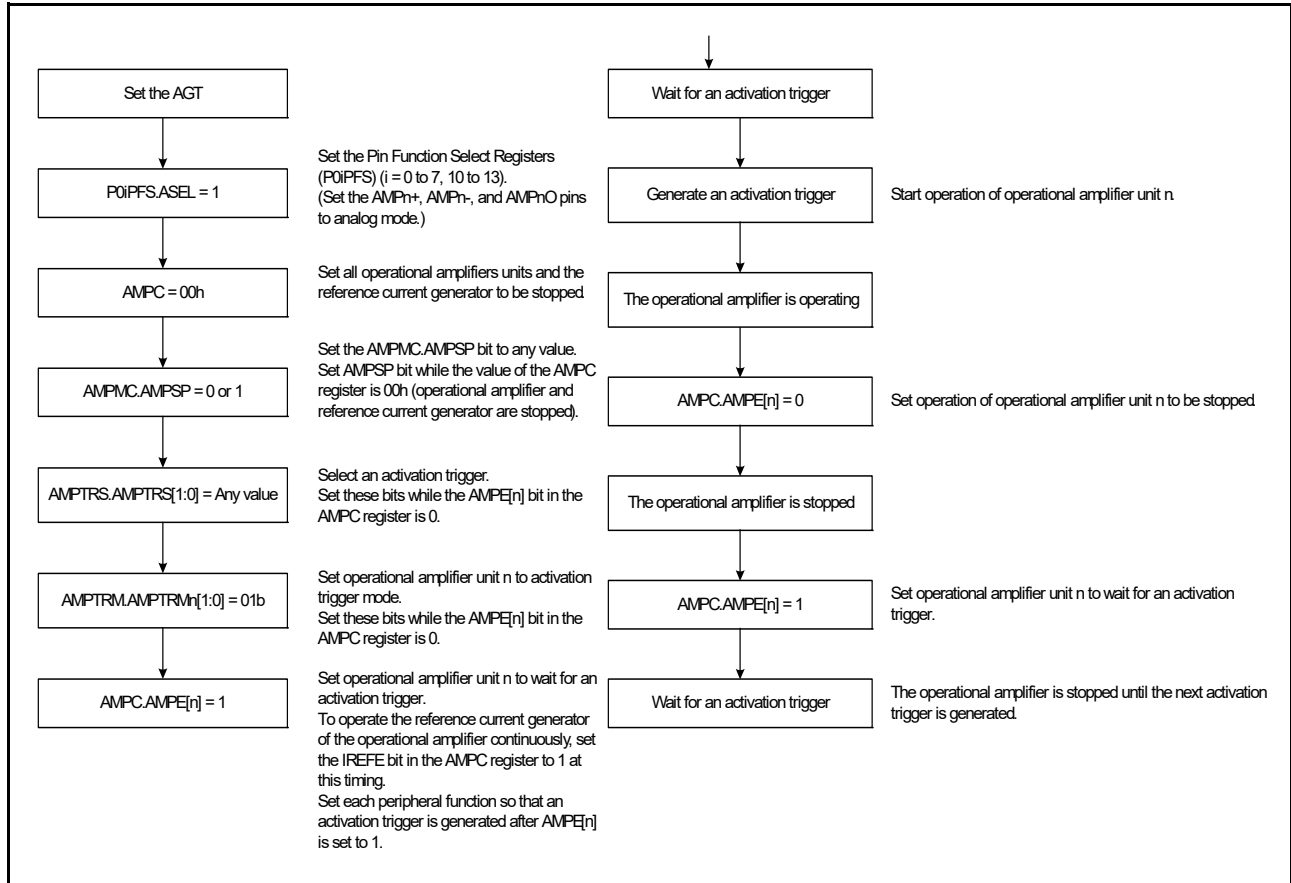 Set the AGT
P0iPFS.ASEL = 1
Set the Pin Function Select Registers
(P0iPFS) (i = 0 to 7, 10 to 13).
(Set the AMPn+, AMPn-, and AMPnO pins
to analog mode.)
AMPC = 00h
Set all operational amplifiers units and the
reference current generator to be stopped.
AMPMC.AMPSP = 0 or 1
Set the AMPMC.AMPSP bit to any value.
Set AMPSP bit while the value of the AMPC
register is 00h (operational amplifier and
reference current generator are stopped).
AMPTRS.AMPTRS[1:0] = Any value
Select an activation trigger.
Set these bits while the AMPE[n] bit in the
AMPC register is 0.
AMPTRM.AMPTRMn[1:0] = 01b
Set operational amplifier unit n to activation
trigger mode.
Set these bits while the AMPE[n] bit in the
AMPC register is 0.
AMPC.AMPE[n] = 1
Set operational amplifier unit n to wait for an
activation trigger.
To operate the reference current generator
of the operational amplifier continuously, set
the IREFE bit in the AMPC register to 1 at
this timing.
Set each peripheral function so that an
activation trigger is generated after AMPE[n]
is set to 1.
Wait for an activation trigger
Generate an activation trigger
Start operation of operational amplifier unit n.
The operational amplifier is operating
AMPC.AMPE[n] = 0
Set operation of operational amplifier unit n to be stopped.
The operational amplifier is stopped
AMPC.AMPE[n] = 1
Set operational amplifier unit n to wait for an activation
trigger.
Wait for an activation trigger
The operational amplifier is stopped until the next activation
trigger is generated.